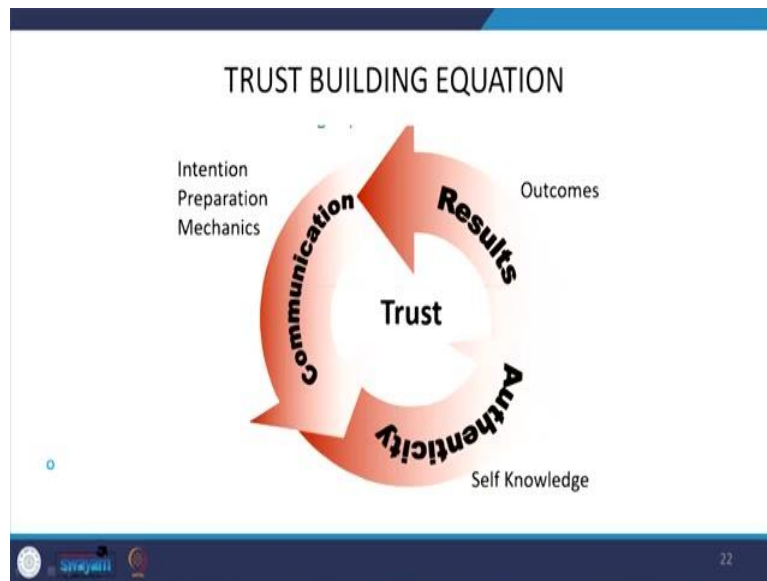 TRUST BUILDING EQUATION
Intention
Preparation
Mechanics
Communication
Results
Outcomes
Trust
Authenticity
Self Knowledge
o
swayam
22